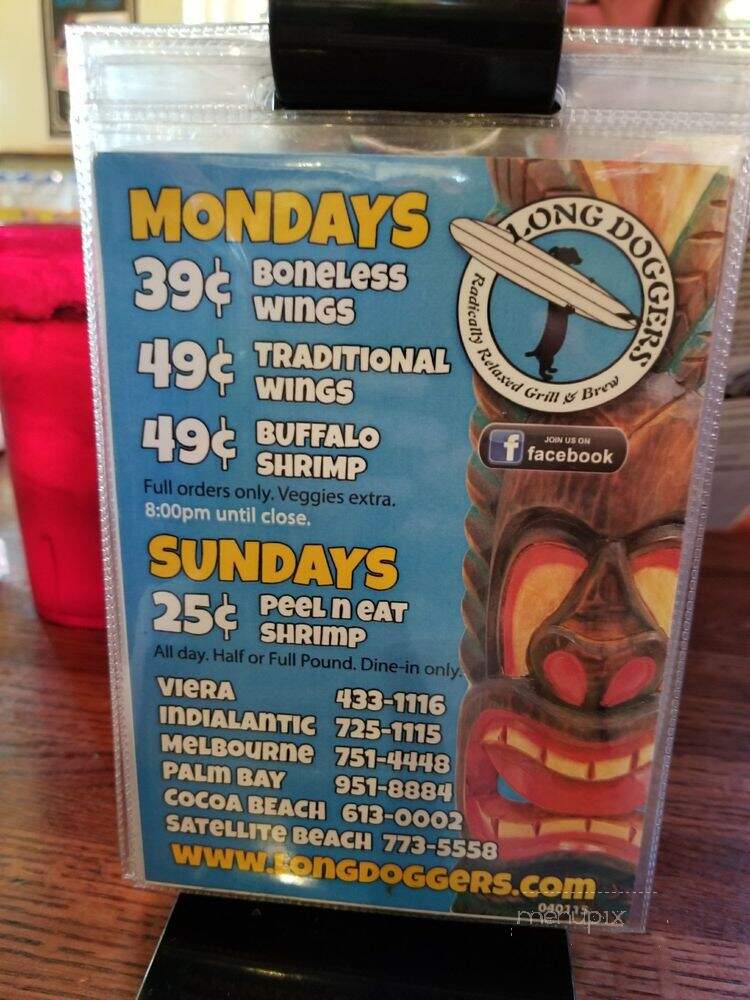 MONDAYS
39¢ BONELESS
WINGS
49¢ TRADITIONAL
WINGS
49¢ BUFFALO
SHRIMP
Full orders only. Veggies extra.
8:00pm until close.
LONG DOGGERS
Radically Relaxed Grill & Brew
f JOIN US ON
facebook
SUNDAYS
25¢ PEEL N EAT
SHRIMP
All day. Half or Full Pound. Dine-in only.
VIERA 433-1116
INDIALANTIC 725-1115
MELBOURNE 751-4448
PALM BAY 951-8884
COCOA BEACH 613-0002
SATELLITE BEACH 773-5558
WWW.LONGDOGGERS.COM
040115
menupix